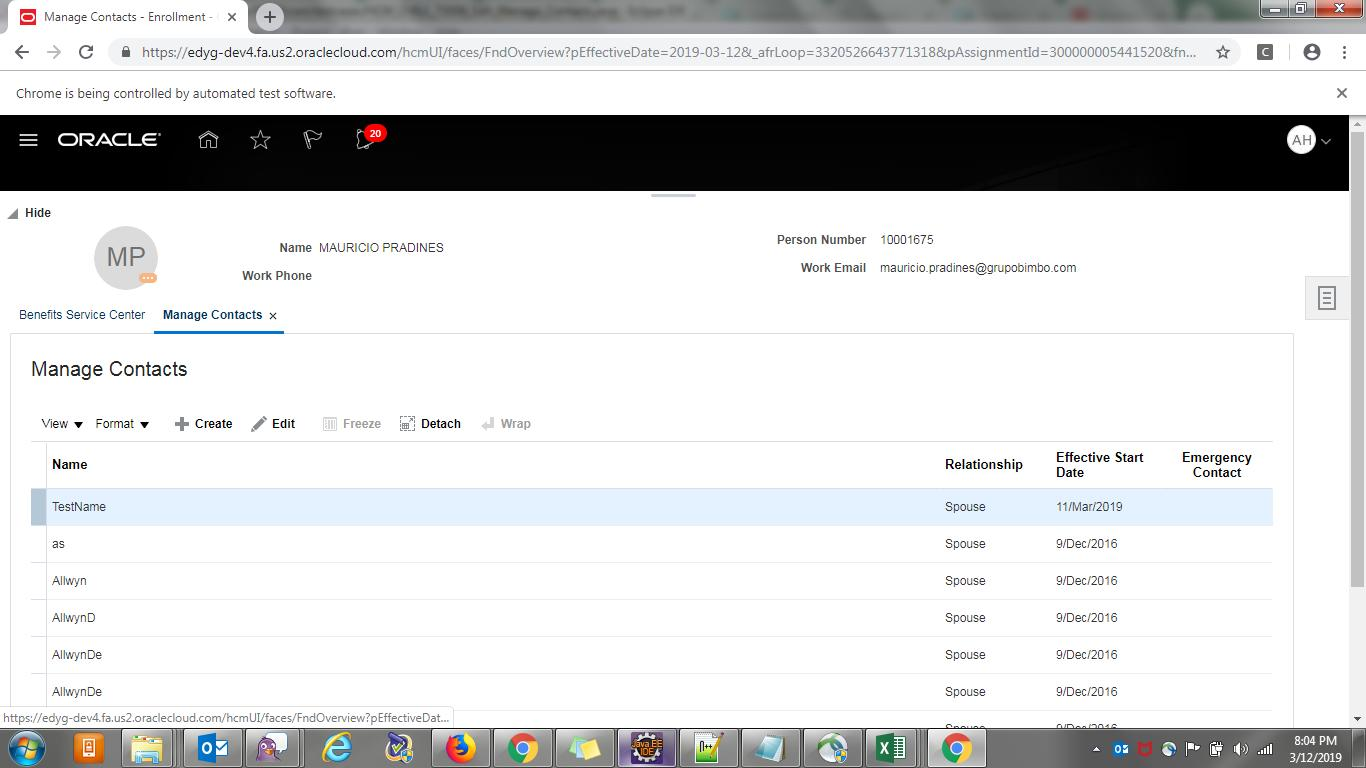 Manage Contacts - Enrollment -
https://edyg-dev4.fa.us2.oraclecloud.com/hcmUI/faces/FndOverview?pEffectiveDate=2019-03-12&_afrLoop=3320526643771318&pAssignmentId=300000005441520&fn...
Chrome is being controlled by automated test software.
ORACLE
20
AH
Hide
MP
Name MAURICIO PRADINES
Person Number 10001675
Work Phone
Work Email mauricio.pradines@grupobimbo.com
Benefits Service Center Manage Contacts
Manage Contacts
View Format Create Edit Freeze Detach Wrap
Name Relationship Effective Start Date Emergency Contact
TestName Spouse 11/Mar/2019
as Spouse 9/Dec/2016
Allwyn Spouse 9/Dec/2016
AllwynD Spouse 9/Dec/2016
AllwynDe Spouse 9/Dec/2016
AllwynDe Spouse 9/Dec/2016
Spouse 9/Dec/2016
https://edyg-dev4.fa.us2.oraclecloud.com/hcmUI/faces/FndOverview?pEffectiveDat...
Java EE
IDE
8:04 PM
3/12/2019